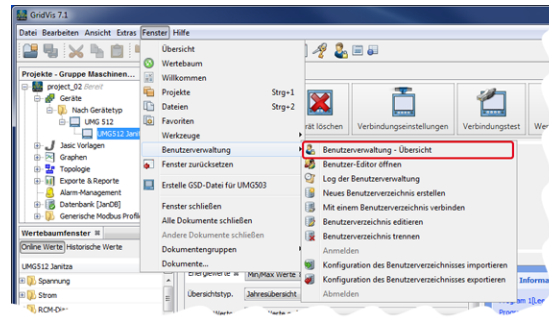 GridVis 7.1
Datei Bearbeiten Ansicht Extras Fenster Hilfe
Übersicht
Wertebaum
Willkommen
Projekte Strg+1
Dateien Strg+2
Favoriten
Werkzeuge
Benutzerverwaltung
Fenster zurücksetzen
Erstelle GSD-Datei für UMG503
Fenster schließen
Alle Dokumente schließen
Andere Dokumente schließen
Dokumentengruppen
Dokumente...
Projekte - Gruppe Maschinen...
project_02 Bereit
Geräte
Nach Gerätetyp
UMG 512
UMG512 Janit
Jasic Vorlagen
Graphen
Topologie
Exporte & Reporte
Alarm-Management
Datenbank [JanDB]
Generische Modbus Profil
Wertebaumfenster
Online Werte Historische Werte
UMG512 Janitza
Spannung
Strom
rät löschen Verbindungseinstellungen Verbindungstest Wer
Benutzerverwaltung - Übersicht
Benutzer-Editor öffnen
Log der Benutzerverwaltung
Neues Benutzerverzeichnis erstellen
Mit einem Benutzerverzeichnis verbinden
Benutzerverzeichnis editieren
Benutzerverzeichnis trennen
Anmelden
Konfiguration des Benutzerverzeichnisses importieren
Konfiguration des Benutzerverzeichnisses exportieren
Abmelden
Energiewerte Min/Max Werte
Übersichtstyp. Jahresübersicht
Informa